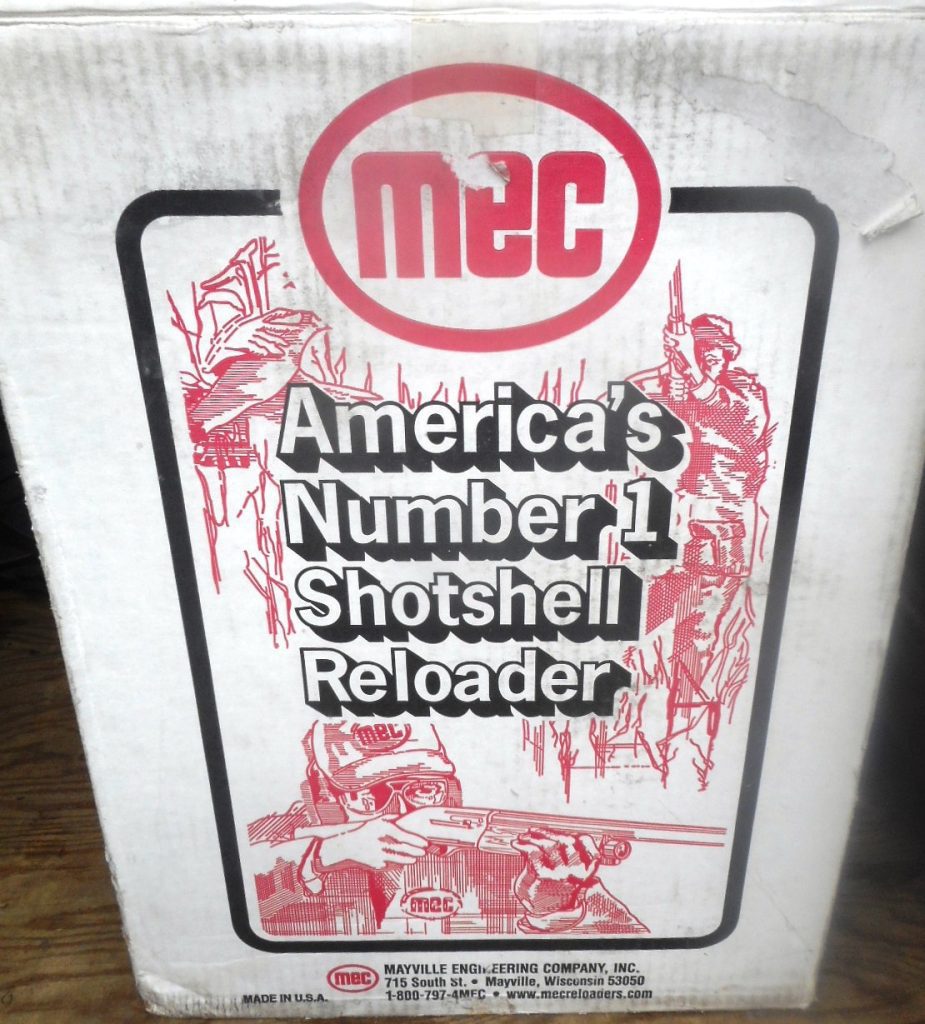 mec
America's
Number 1
Shotshell
Reloader
mec
mec
mec
MAYVILLE ENGINEERING COMPANY, INC.
715 South St. • Mayville, Wisconsin 53050
MADE IN U.S.A.
1-800-797-4MEC • www.mecreloaders.com